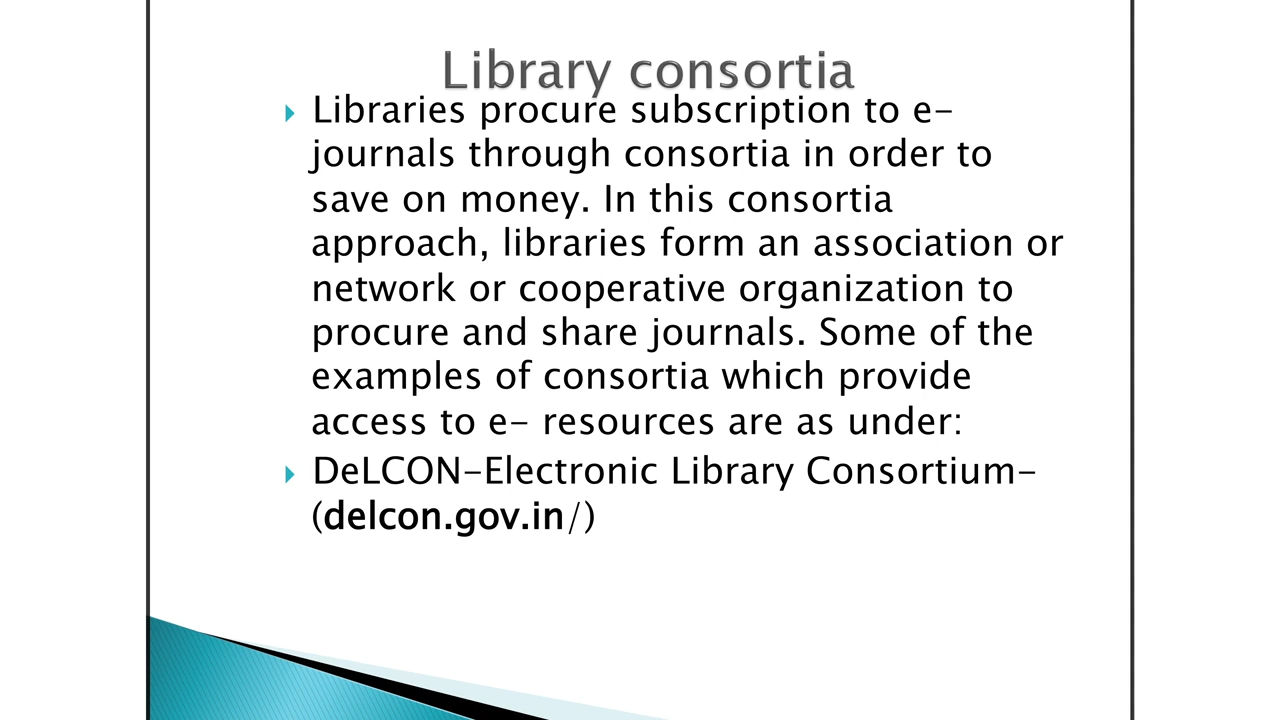 Library consortia
Libraries procure subscription to e-
journals through consortia in order to
save on money. In this consortia
approach, libraries form an association or
network or cooperative organization to
procure and share journals. Some of the
examples of consortia which provide
access to e- resources are as under:
DeLCON-Electronic Library Consortium-
(delcon.gov.in/)